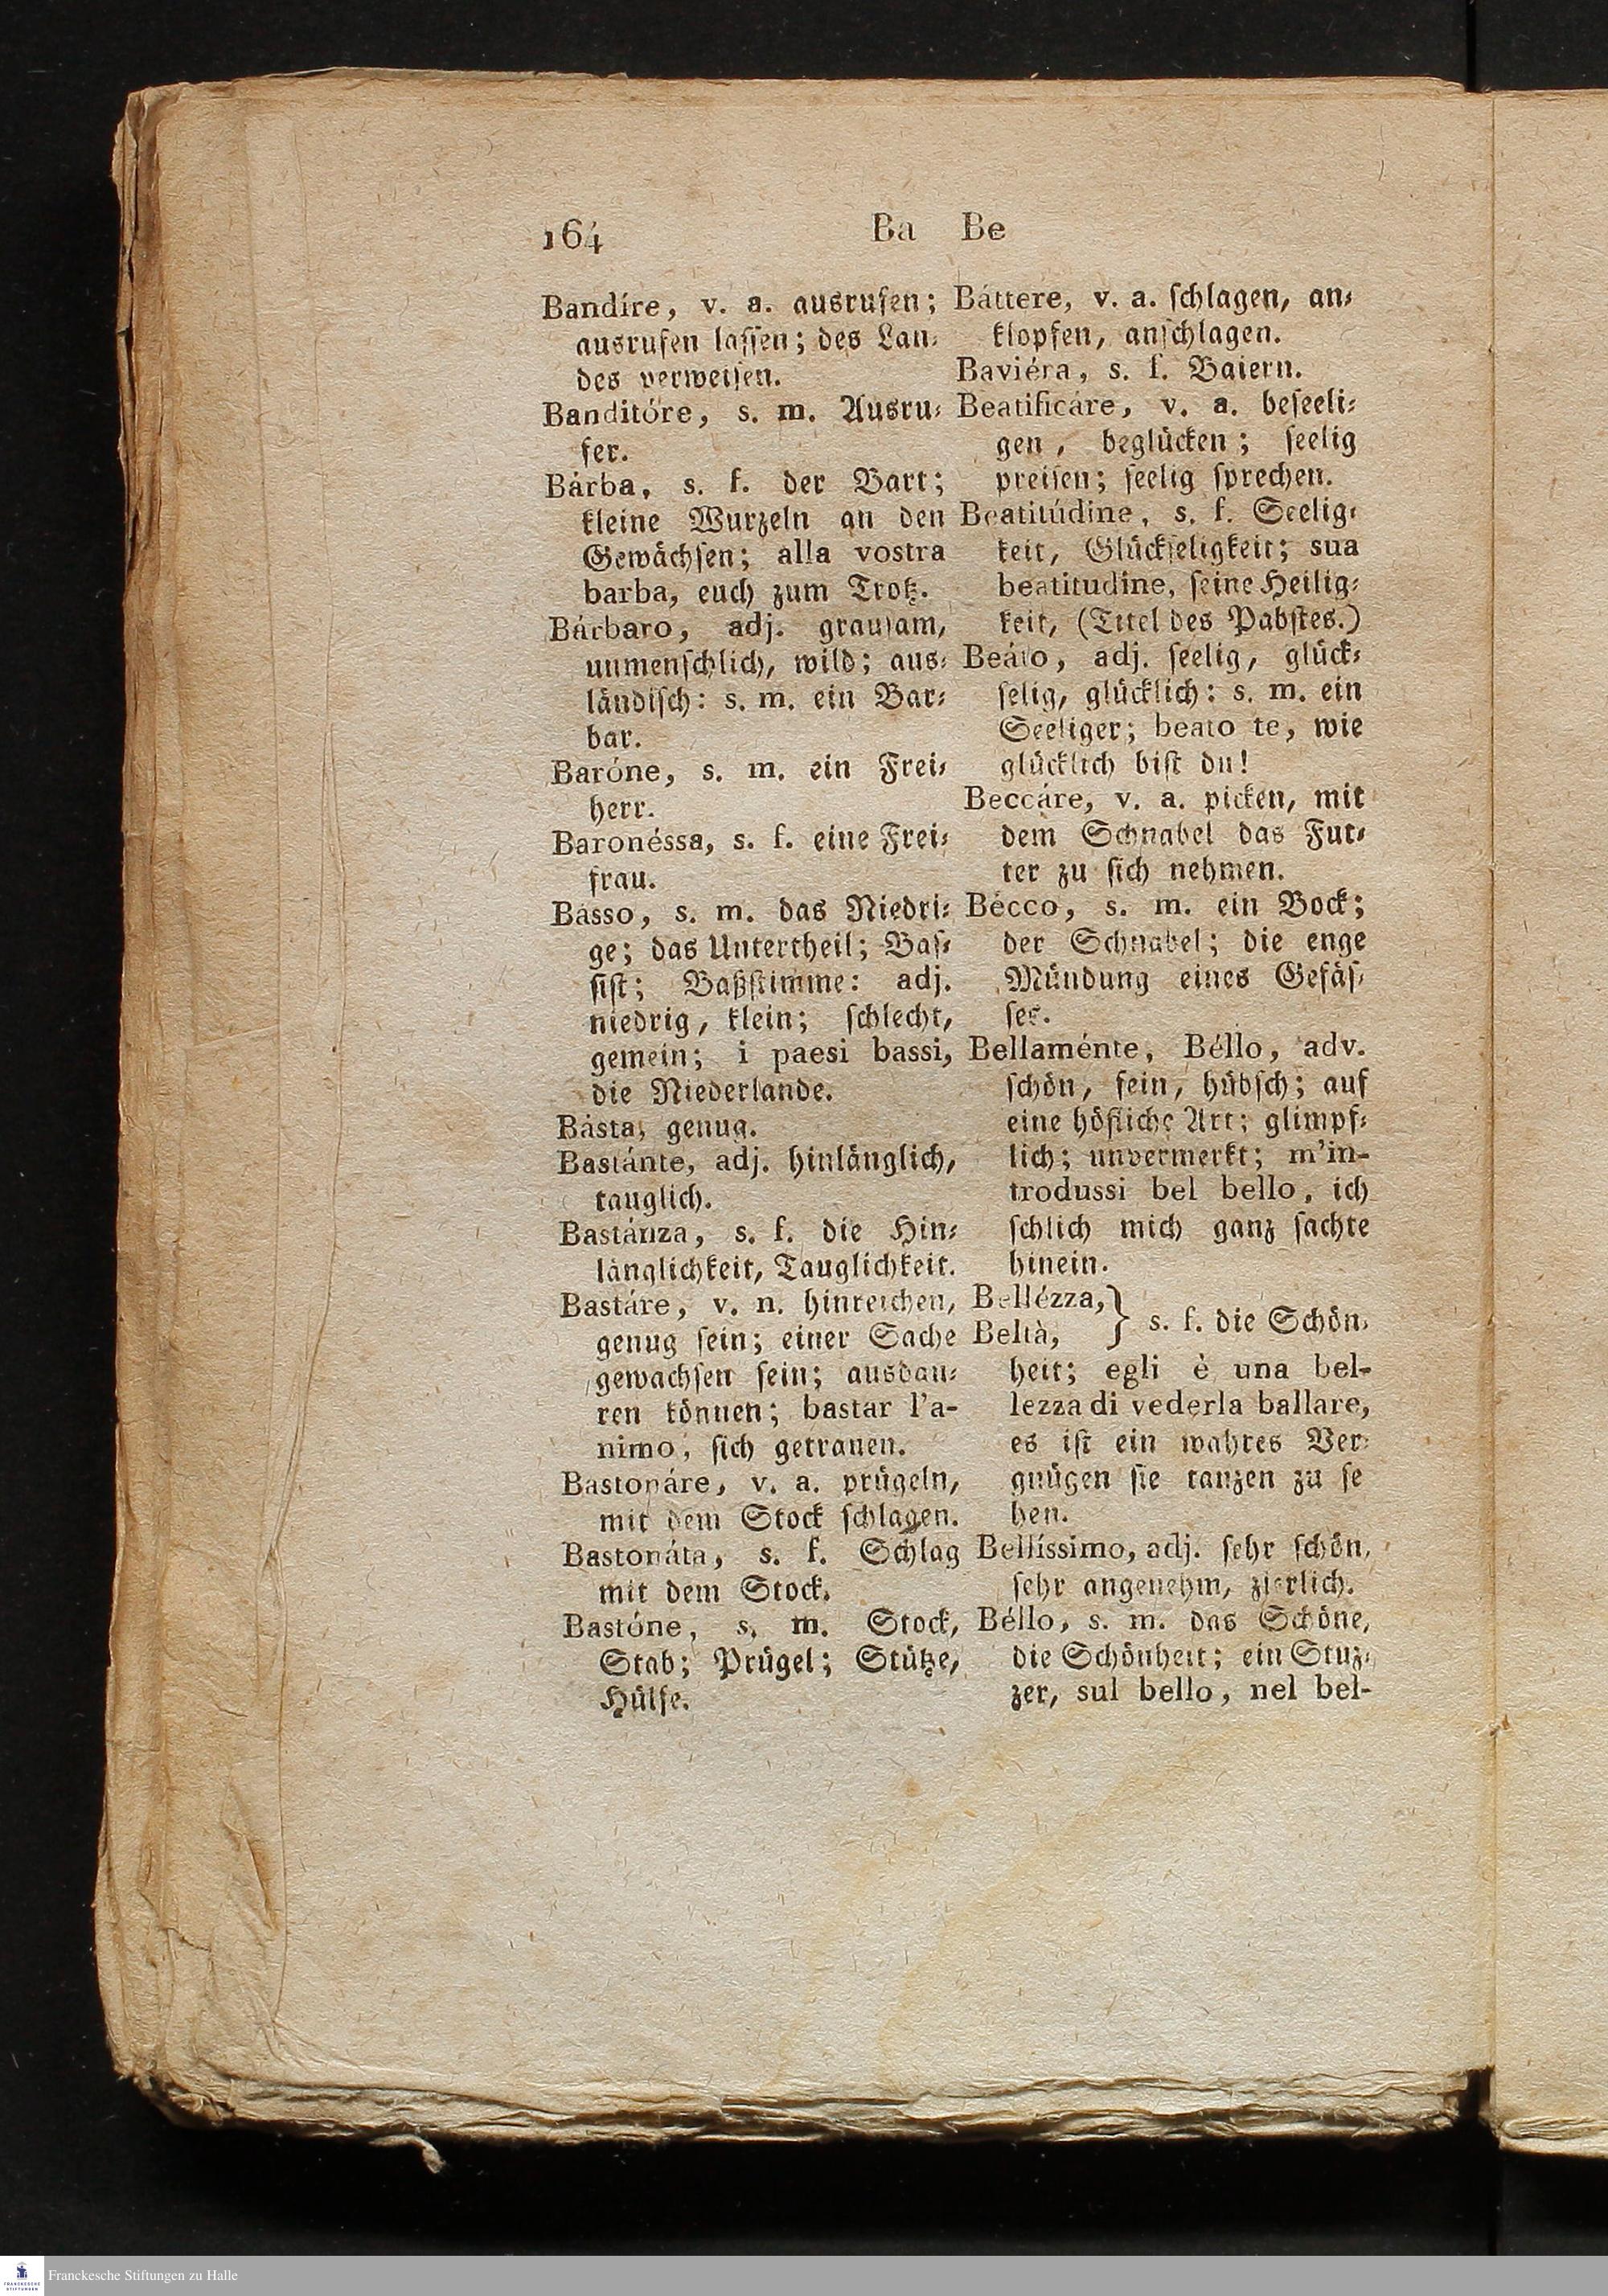 164
Ba Be
Bandíre, v. a. ausrufen;
ausrufen lassen; des Lan-
des verweisen.
Banditóre, s. m. Ausru-
fer.
Bárba, s. f. der Bart;
kleine Wurzeln an den
Gewächsen; alla vostra
barba, euch zum Trotz.
Bárbaro, adj. grausam,
unmenschlich, wild; aus-
ländisch: s. m. ein Bar-
bar.
Baróne, s. m. ein Frei-
herr.
Baronéssa, s. f. eine Frei-
frau.
Básso, s. m. das Niedri-
ge; das Untertheil; Bas-
sist; Baßstimme: adj.
niedrig, klein; schlecht,
gemein; i paesi bassi,
die Niederlande.
Básta, genug.
Bastánte, adj. hinlänglich,
tauglich.
Bastánza, s. f. die Hin-
länglichkeit, Tauglichkeit.
Bastáre, v. n. hinreichen,
genug sein; einer Sache
gewachsen sein; ausdau-
ren können; bastar l'a-
nimo, sich getrauen.
Bastonáre, v. a. prügeln,
mit dem Stock schlagen.
Bastonáta, s. f. Schlag
mit dem Stock.
Bastóne, s. m. Stock,
Stab; Prügel; Stütze,
Hülfe.
Báttere, v. a. schlagen, an-
klopfen, anschlagen.
Baviéra, s. f. Baiern.
Beatificáre, v. a. beseeli-
gen, beglücken; seelig
preisen; seelig sprechen.
Beatitúdine, s. f. Seelig-
keit, Glückseligkeit; sua
beatitudine, seine Heilig-
keit, (Titel des Pabstes.)
Beáto, adj. seelig, glück-
selig, glücklich: s. m. ein
Seeliger; beato te, wie
glücklich bist du!
Beccáre, v. a. picken, mit
dem Schnabel das Fut-
ter zu sich nehmen.
Bécco, s. m. ein Bock;
der Schnabel; die enge
Mündung eines Gefäs-
ses.
Bellaménte, Béllo, adv.
schön, fein, hübsch; auf
eine höfliche Art; glimpf-
lich; unvermerkt; m'in-
trodussi bel bello, ich
schlich mich ganz sachte
hinein.
Bellézza,
Beltà, } s. f. die Schön-
heit; egli è una bel-
lezza di vederla ballare,
es ist ein wahres Ver-
gnügen sie tanzen zu se
hen.
Bellíssimo, adj. sehr schön,
sehr angenehm, zierlich.
Béllo, s. m. das Schöne,
die Schönheit; ein Stuz-
zer, sul bello, nel bel-
Franckesche Stiftungen zu Halle